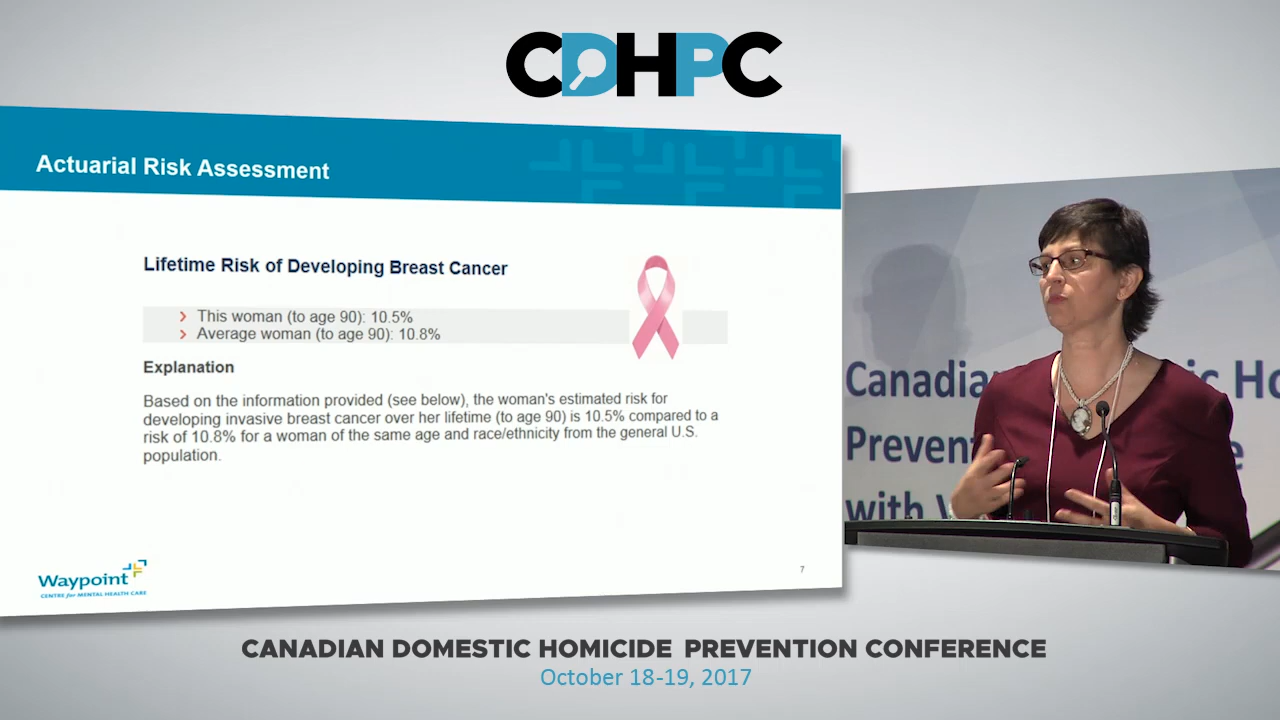 CDHPC
Actuarial Risk Assessment
Lifetime Risk of Developing Breast Cancer
This woman (to age 90): 10.5%
Average woman (to age 90): 10.8%
Explanation
Based on the information provided (see below), the woman's estimated risk for
developing invasive breast cancer over her lifetime (to age 90) is 10.5% compared to a
risk of 10.8% for a woman of the same age and race/ethnicity from the general U.S.
population.
Waypoint
CENTRE for MENTAL HEALTH CARE
7
Canadia
ic Ho
Preven
e
with V
CANADIAN DOMESTIC HOMICIDE PREVENTION CONFERENCE
October 18-19, 2017